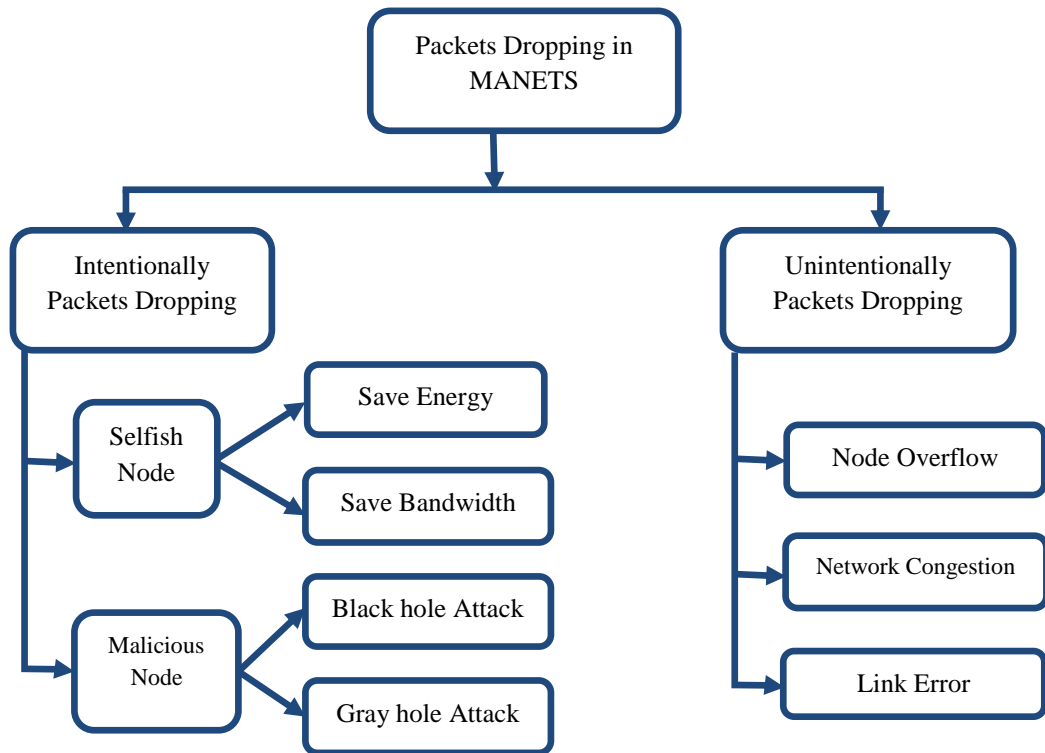 Packets Dropping in
MANETS
Intentionally
Packets Dropping
Unintentionally
Packets Dropping
Selfish
Node
Save Energy
Save Bandwidth
Malicious
Node
Black hole Attack
Gray hole Attack
Node Overflow
Network Congestion
Link Error